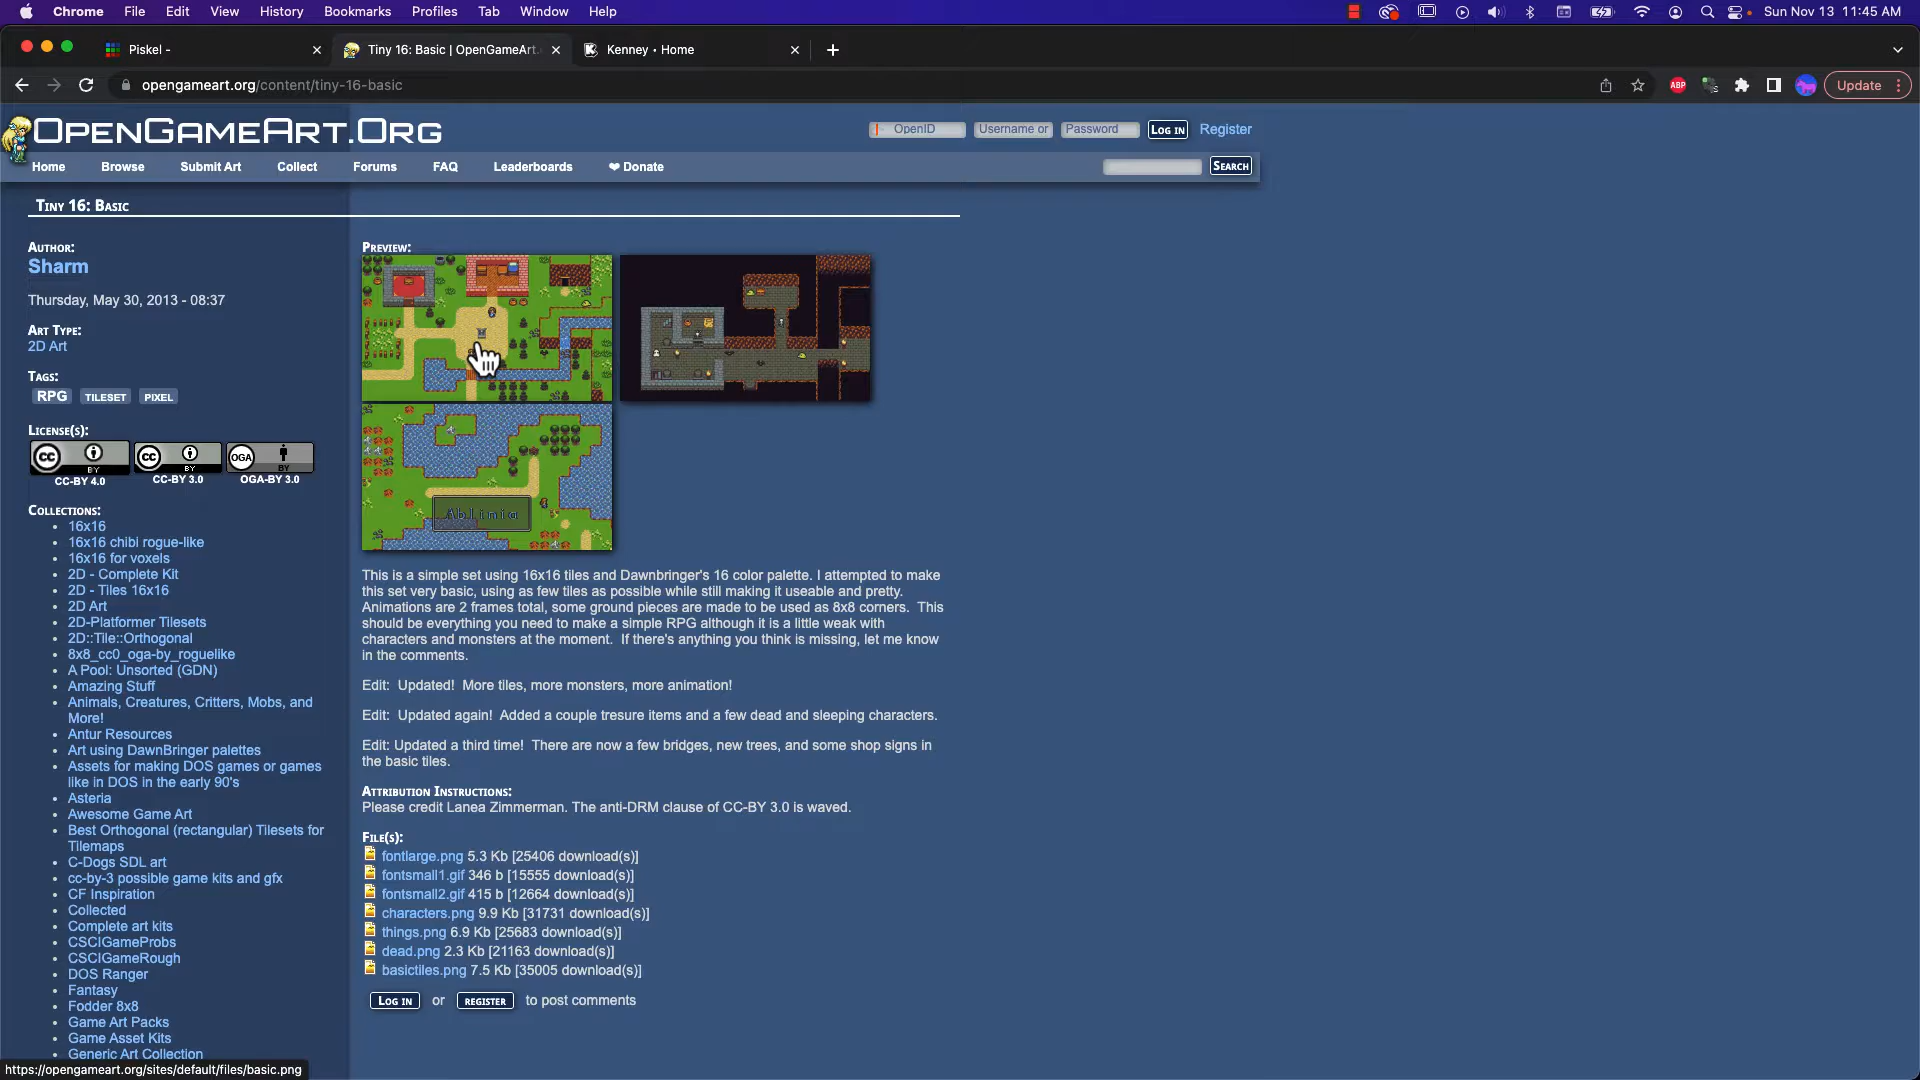 Chrome File Edit View History Bookmarks Profiles Tab Window Help Sun Nov 13 11:45 AM
Piskel - Tiny 16: Basic | OpenGameArt. Kenney • Home
opengameart.org/content/tiny-16-basic ABP Update
OpenGameArt.Org
OpenID Username or Password Log in Register
Home Browse Submit Art Collect Forums FAQ Leaderboards ❤ Donate Search
Tiny 16: Basic
Author:
Sharm
Thursday, May 30, 2013 - 08:37
Art Type:
2D Art
Tags:
RPG TILESET PIXEL
License(s):
CC BY CC BY OGA BY
CC-BY 4.0 CC-BY 3.0 OGA-BY 3.0
Collections:
16x16
16x16 chibi rogue-like
16x16 for voxels
2D - Complete Kit
2D - Tiles 16x16
2D Art
2D-Platformer Tilesets
2D::Tile::Orthogonal
8x8_cc0_oga-by_roguelike
A Pool: Unsorted (GDN)
Amazing Stuff
Animals, Creatures, Critters, Mobs, and
More!
Antur Resources
Art using DawnBringer palettes
Assets for making DOS games or games
like in DOS in the early 90's
Asteria
Awesome Game Art
Best Orthogonal (rectangular) Tilesets for
Tilemaps
C-Dogs SDL art
cc-by-3 possible game kits and gfx
CF Inspiration
Collected
Complete art kits
CSCIGameProbs
CSCIGameRough
DOS Ranger
Fantasy
Fodder 8x8
Game Art Packs
Game Asset Kits
Generic Art Collection
https://opengameart.org/sites/default/files/basic.png
Preview:
Ablinia
This is a simple set using 16x16 tiles and Dawnbringer's 16 color palette. I attempted to make
this set very basic, using as few tiles as possible while still making it useable and pretty.
Animations are 2 frames total, some ground pieces are made to be used as 8x8 corners. This
should be everything you need to make a simple RPG although it is a little weak with
characters and monsters at the moment. If there's anything you think is missing, let me know
in the comments.
Edit: Updated! More tiles, more monsters, more animation!
Edit: Updated again! Added a couple tresure items and a few dead and sleeping characters.
Edit: Updated a third time! There are now a few bridges, new trees, and some shop signs in
the basic tiles.
Attribution Instructions:
Please credit Lanea Zimmerman. The anti-DRM clause of CC-BY 3.0 is waved.
File(s):
fontlarge.png 5.3 Kb [25406 download(s)]
fontsmall1.gif 346 b [15555 download(s)]
fontsmall2.gif 415 b [12664 download(s)]
characters.png 9.9 Kb [31731 download(s)]
things.png 6.9 Kb [25683 download(s)]
dead.png 2.3 Kb [21163 download(s)]
basictiles.png 7.5 Kb [35005 download(s)]
Log in or register to post comments